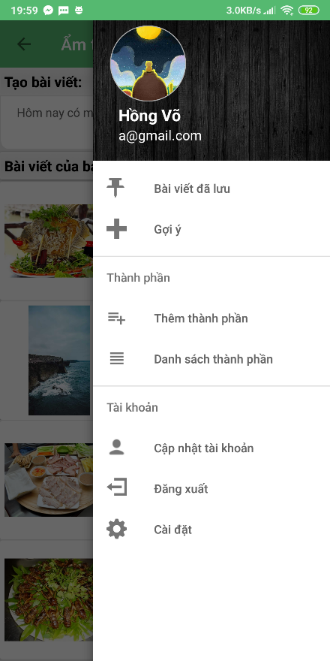 19:59
3.0KB/s
92
Ẩm t
Hồng Võ
a@gmail.com
Tạo bài viết:
Hôm nay có m
Bài viết của bà
Bài viết đã lưu
Gợi ý
Thành phần
Thêm thành phần
Danh sách thành phần
Tài khoản
Cập nhật tài khoản
Đăng xuất
Cài đặt